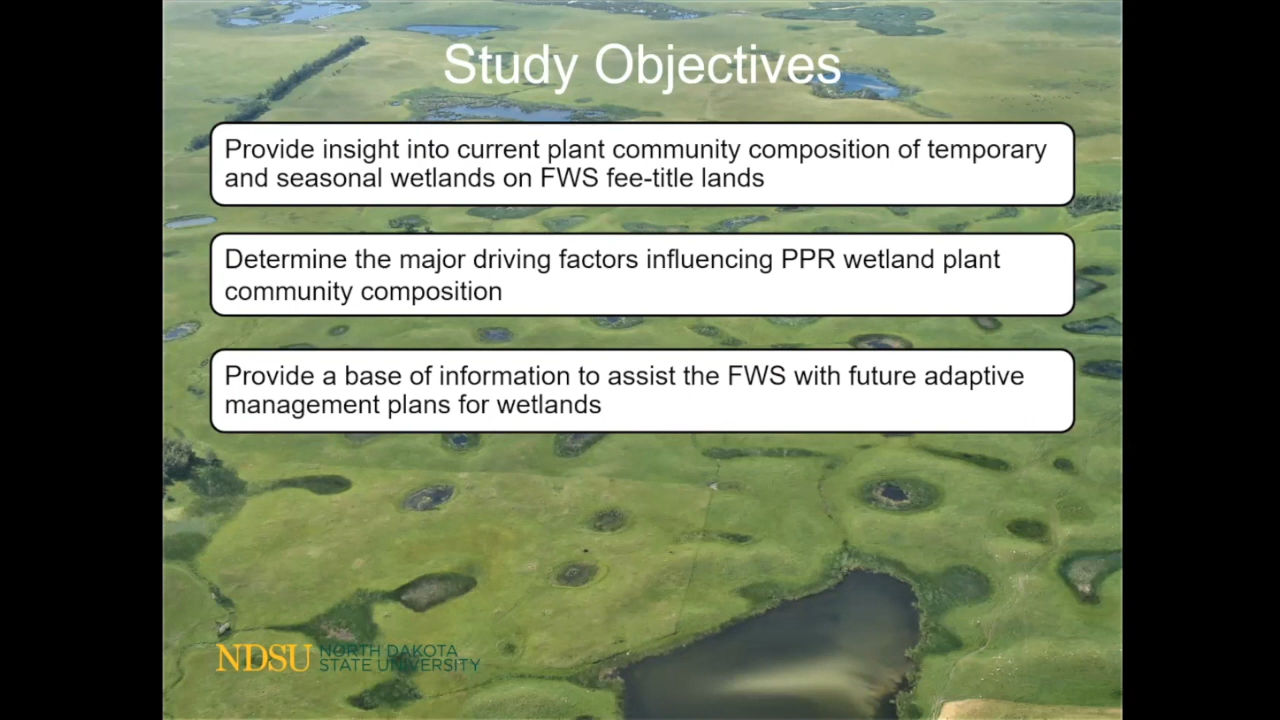 Study Objectives
Provide insight into current plant community composition of temporary
and seasonal wetlands on FWS fee-title lands
Determine the major driving factors influencing PPR wetland plant
community composition
Provide a base of information to assist the FWS with future adaptive
management plans for wetlands
NDSU NORTH DAKOTA
STATE UNIVERSITY